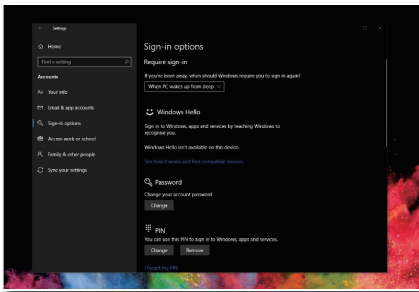 Settings
Home
Sign-in options
Find a setting
Require sign-in
Accounts
If you've been away, when should Windows require you to sign in again?
When PC wakes up from sleep
Your info
Email & app accounts
Windows Hello
Sign-in options
Sign in to Windows, apps and services by teaching Windows to
recognise you.
Access work or school
Windows Hello isn't available on this device.
Family & other people
See how it works and find compatible devices.
Sync your settings
Password
Change your account password
Change
PIN
You can use this PIN to sign in to Windows, apps and services.
Change Remove
I forgot my PIN